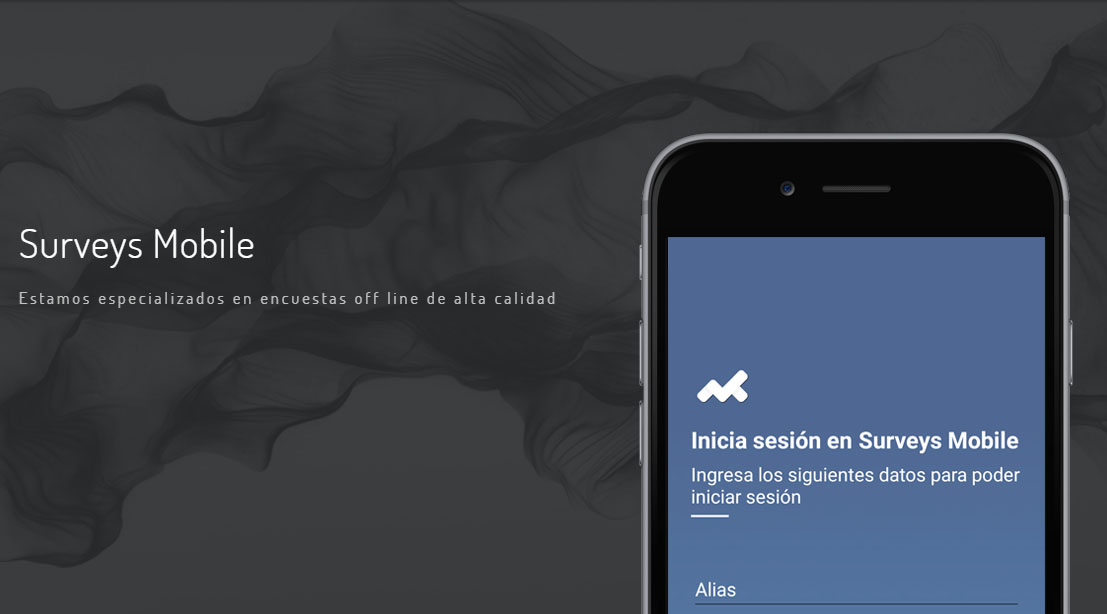 Surveys Mobile
Estamos especializados en encuestas off line de alta calidad
Inicia sesión en Surveys Mobile
Ingresa los siguientes datos para poder
iniciar sesión
Alias